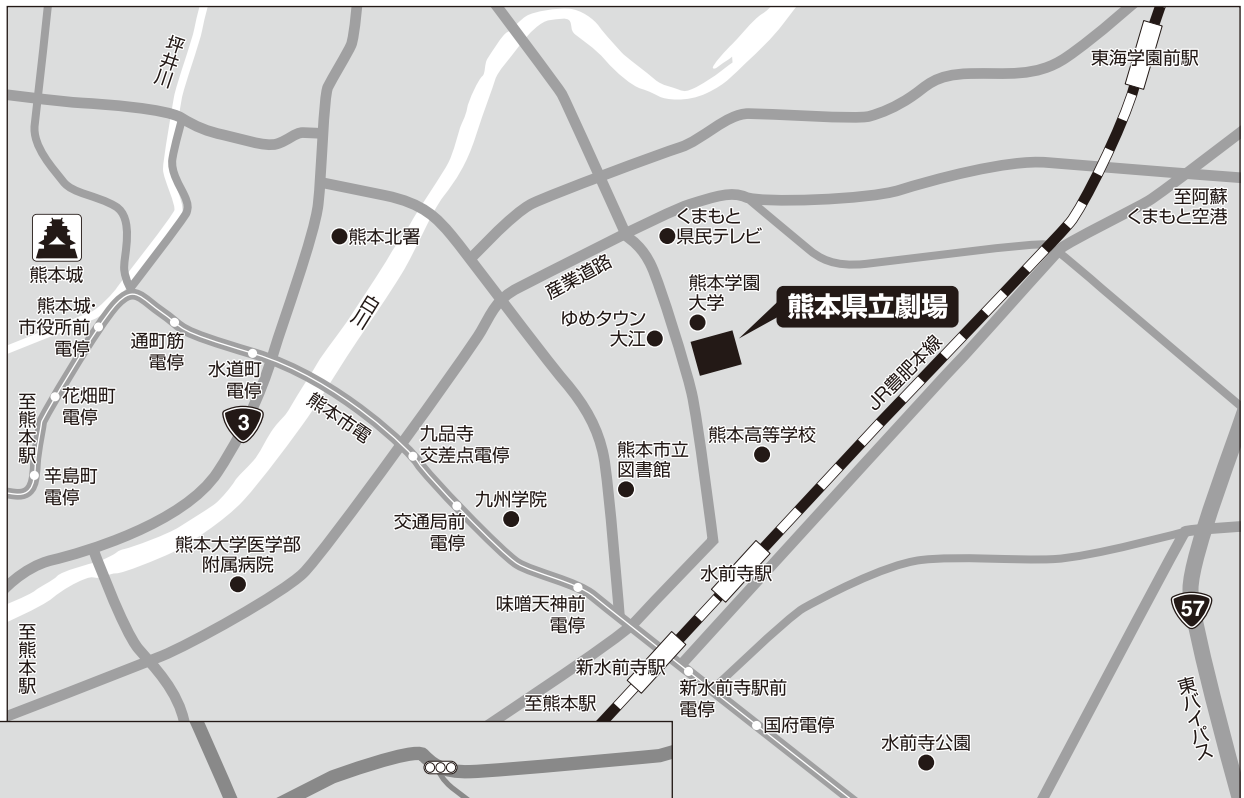 坪井川
東海学園前駅
至阿蘇
くまもと空港
くまもと
県民テレビ
熊本北署
熊本城
産業道路
熊本学園
大学
熊本県立劇場
白川
熊本城・
市役所前
電停
通町筋
電停
ゆめタウン
大江
水道町
電停
JR豊肥本線
花畑町
電停
至熊本駅
3
熊本市電
九品寺
交差点電停
熊本高等学校
熊本市立
図書館
辛島町
電停
九州学院
交通局前
電停
熊本大学医学部
附属病院
水前寺駅
味噌天神前
電停
57
至熊本駅
新水前寺駅
新水前寺駅前
電停
至熊本駅
国府電停
東バイパス
水前寺公園